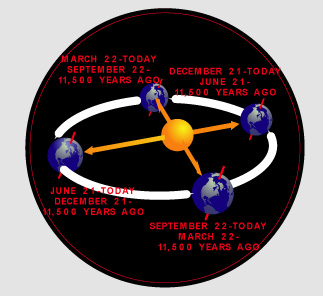 MARCH 22-TODAY
SEPTEMBER 22-
11,500 YEARS AGO
DECEMBER 21-TODAY
JUNE 21-
11,500 YEARS AGO
JUNE 21-TODAY
DECEMBER 21-
11,500 YEARS AGO
SEPTEMBER 22-TODAY
MARCH 22-
11,500 YEARS AGO